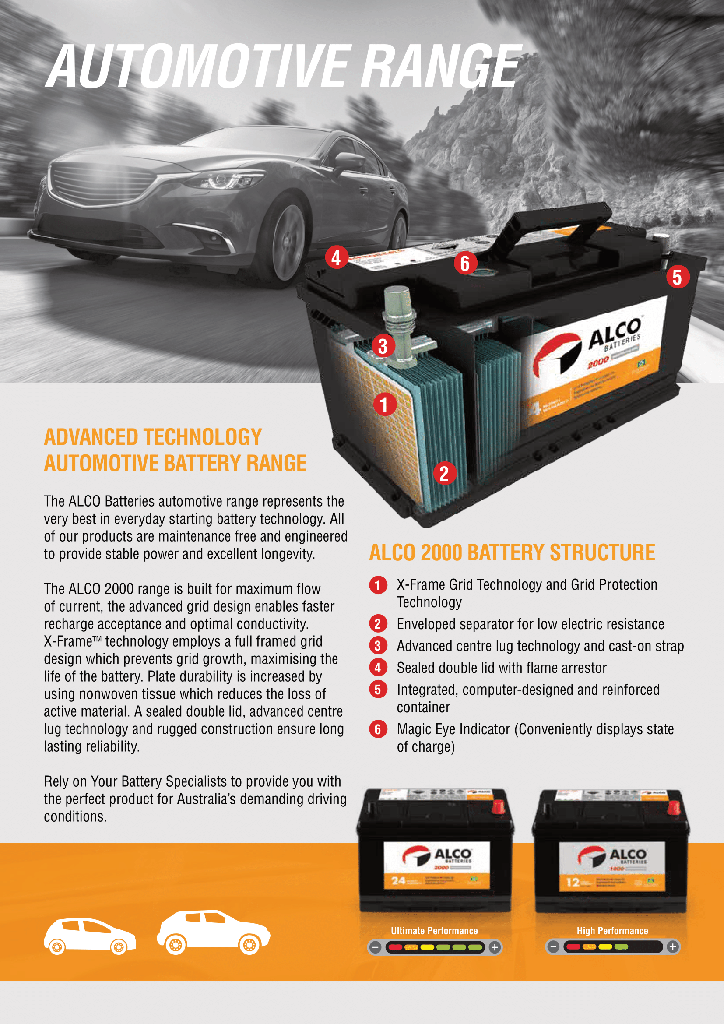 AUTOMOTIVE RANGE
4
6
5
3
ALCO
BATTERIES
2000
1
4
2
ADVANCED TECHNOLOGY
AUTOMOTIVE BATTERY RANGE
The ALCO Batteries automotive range represents the
very best in everyday starting battery technology. All
of our products are maintenance free and engineered
to provide stable power and excellent longevity.
The ALCO 2000 range is built for maximum flow
of current, the advanced grid design enables faster
recharge acceptance and optimal conductivity.
X-Frame™ technology employs a full framed grid
design which prevents grid growth, maximising the
life of the battery. Plate durability is increased by
using nonwoven tissue which reduces the loss of
active material. A sealed double lid, advanced centre
lug technology and rugged construction ensure long
lasting reliability.
Rely on Your Battery Specialists to provide you with
the perfect product for Australia's demanding driving
conditions.
ALCO 2000 BATTERY STRUCTURE
1 X-Frame Grid Technology and Grid Protection
Technology
2 Enveloped separator for low electric resistance
3 Advanced centre lug technology and cast-on strap
4 Sealed double lid with flame arrestor
5 Integrated, computer-designed and reinforced
container
6 Magic Eye Indicator (Conveniently displays state
of charge)
ALCO
BATTERIES
2000
24
ALCO
BATTERIES
12
Ultimate Performance
High Performance